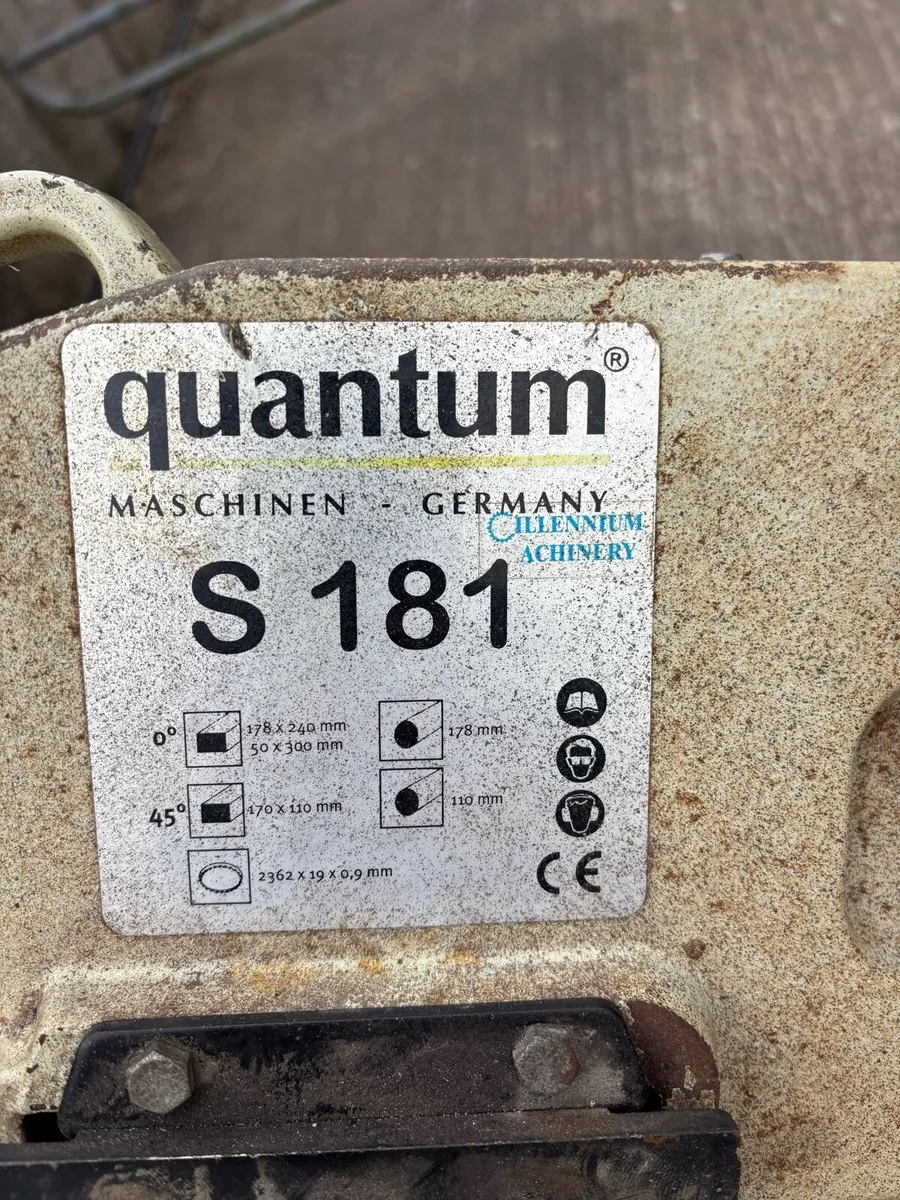 quantum®
MASCHINEN - GERMANY
ILLENNIUM
ACHINERY
S 181
0° 178 x 240 mm 178 mm
50 x 300 mm
45° 170 x 110 mm 110 mm
2362 x 19 x 0,9 mm
CE